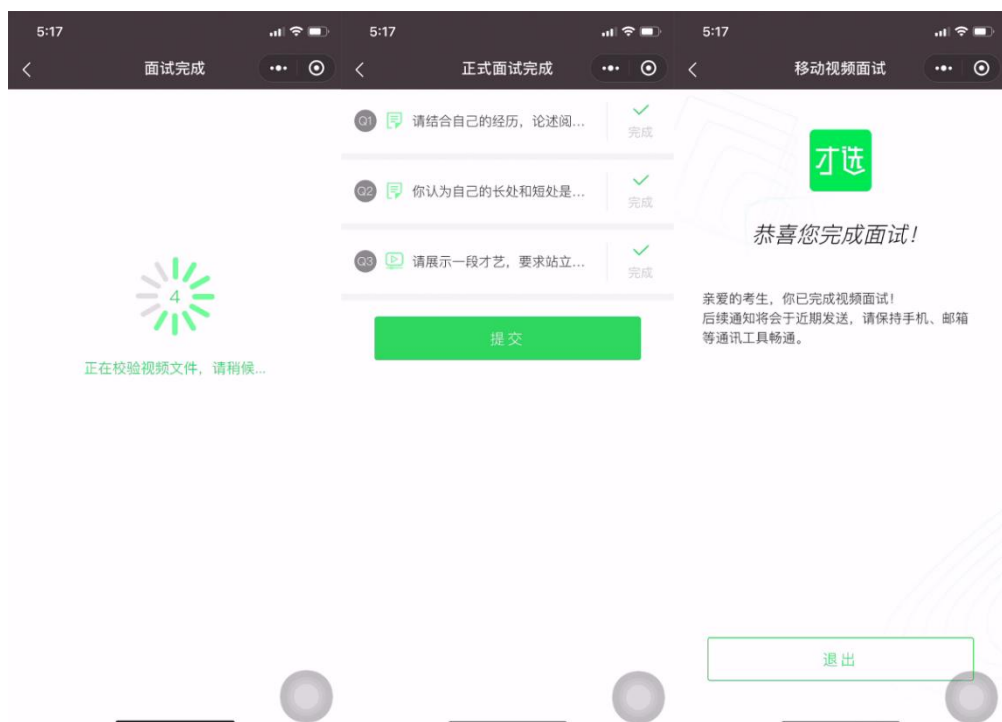 5:17
面试完成
4
正在校验视频文件，请稍候...
5:17
正式面试完成
Q1 请结合自己的经历，论述阅... 完成
Q2 你认为自己的长处和短处是... 完成
Q3 请展示一段才艺，要求站立... 完成
提交
5:17
移动视频面试
才选
恭喜您完成面试！
亲爱的考生，你已完成视频面试！
后续通知将会于近期发送，请保持手机、邮箱
等通讯工具畅通。
退出